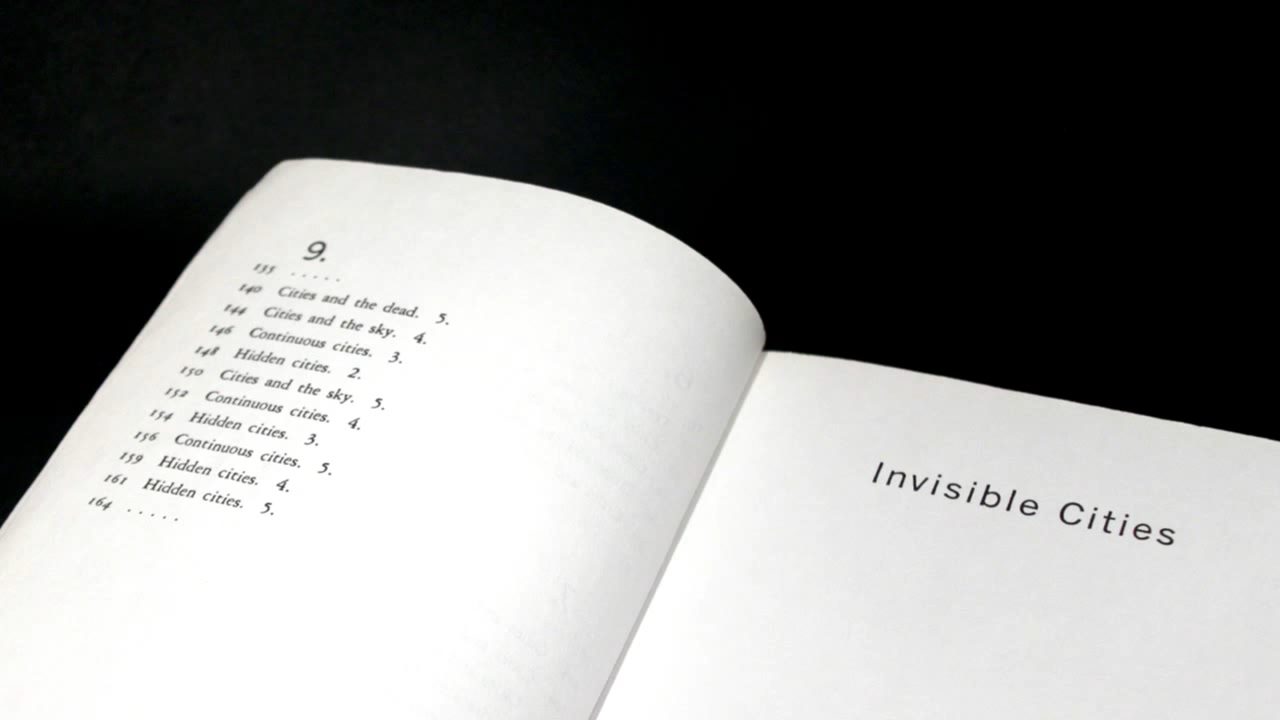 9.
135 . . . . .
140 Cities and the dead. 5.
144 Cities and the sky. 4.
146 Continuous cities. 3.
148 Hidden cities. 2.
150 Cities and the sky. 5.
152 Continuous cities. 4.
154 Hidden cities. 3.
156 Continuous cities. 5.
159 Hidden cities. 4.
161 Hidden cities. 5.
164 . . . . .
Invisible Cities